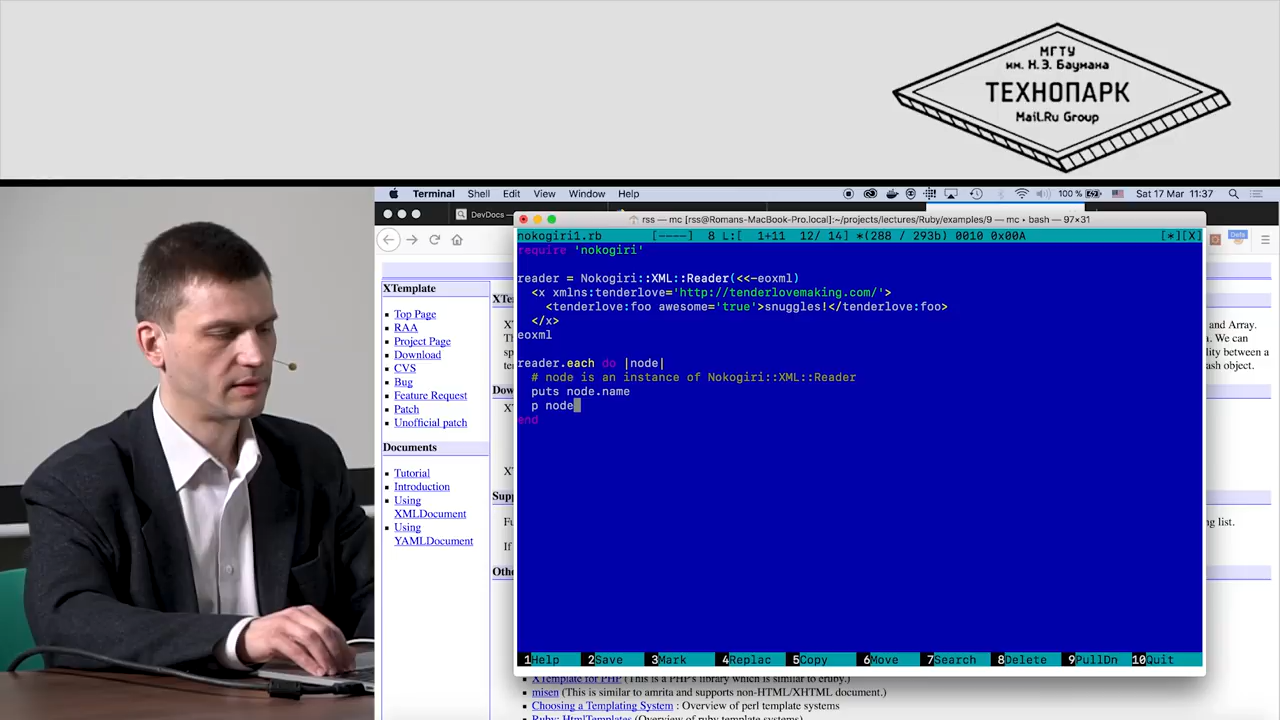 МГТУ
им. Н.Э. Баумана
ТЕХНОПАРК
Mail.Ru Group
Terminal Shell Edit View Window Help 100 % Sat 17 Mar 11:37
DevDocs —
rss — mc [rss@Romans-MacBook-Pro.local]:~/projects/lectures/Ruby/examples/9 — mc • bash — 97×31
nokogiri1.rb [----] 8 L:[ 1+11 12/ 14] *(288 / 293b) 0010 0x00A [*][X]
require 'nokogiri'
reader = Nokogiri::XML::Reader(<<-eoxml)
<x xmlns:tenderlove='http://tenderlovemaking.com/'>
<tenderlove:foo awesome='true'>snuggles!</tenderlove:foo>
</x>
eoxml
reader.each do |node|
# node is an instance of Nokogiri::XML::Reader
puts node.name
p node
end
1Help 2Save 3Mark 4Replac 5Copy 6Move 7Search 8Delete 9PullDn 10Quit
XTemplate
Top Page
RAA
Project Page
Download
CVS
Bug
Feature Request
Patch
Unofficial patch
Documents
Tutorial
Introduction
Using
XMLDocument
Using
YAMLDocument
and Array.
We can
between a
ash object.
ng list.
XTemplate for PHP (This is a PHP's library which is similar to eruby.)
misen (This is similar to amrita and supports non-HTML/XHTML document.)
Choosing a Templating System : Overview of perl template systems
Ruby: HtmlTemplates (Overview of ruby template systems)